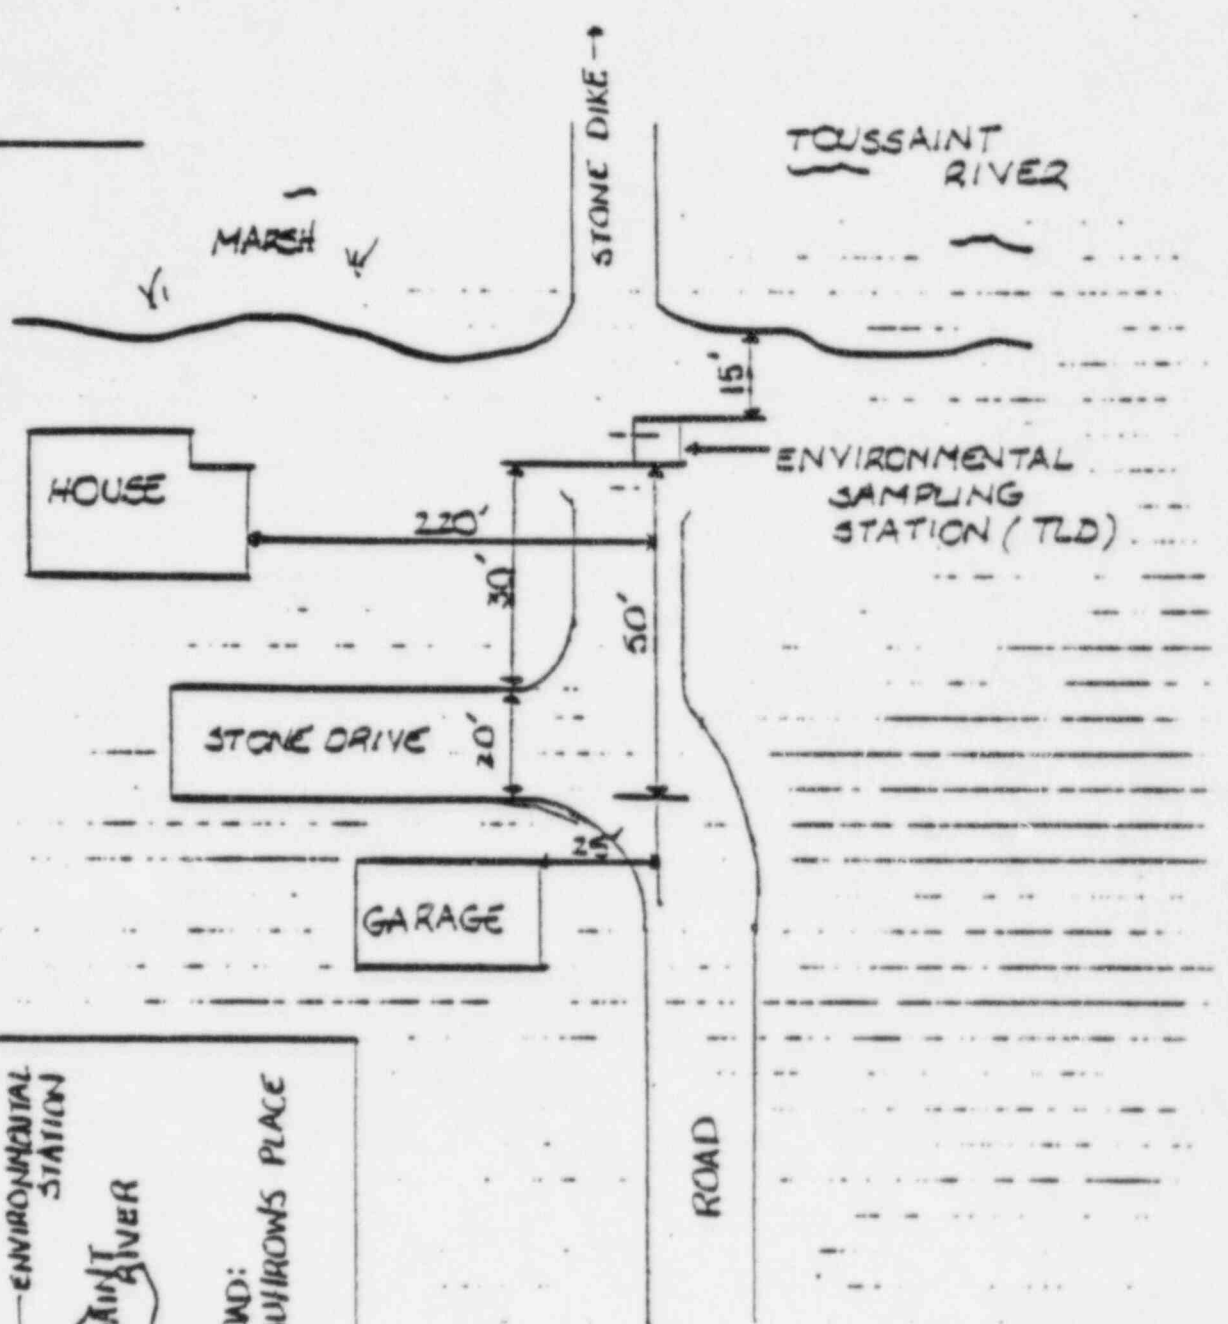 STONE DIKE
TOUSSAINT
RIVER
MARSH
15'
HOUSE
ENVIRONMENTAL
SAMPLING
STATION (TLD)
220'
30'
50'
STONE DRIVE
20'
GARAGE
ROAD
ENVIRONMENTAL
STATION
RIVER
PLACE